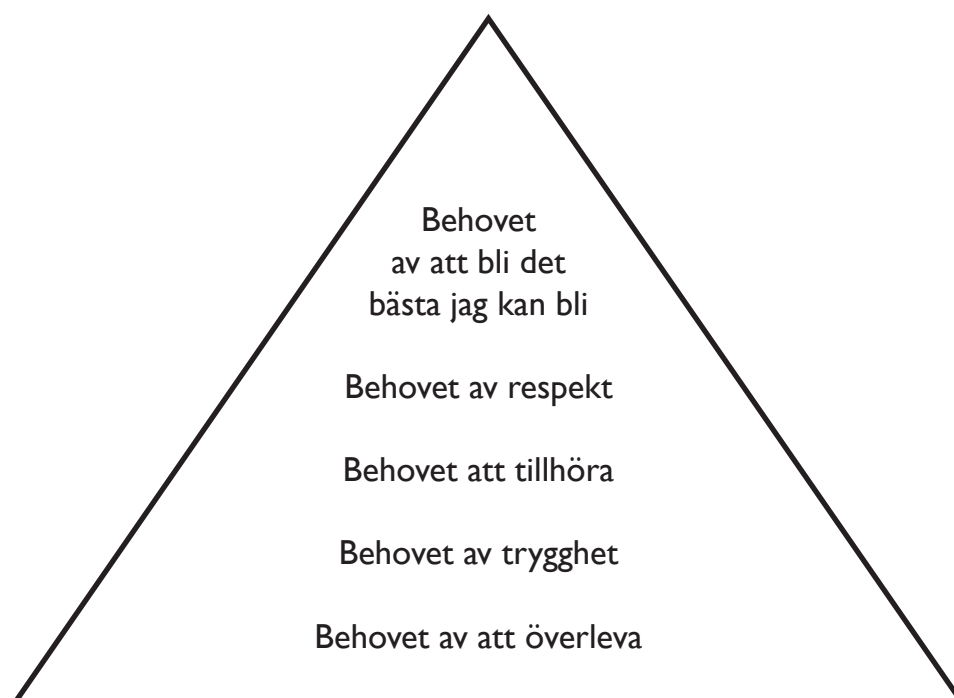 Behovet
av att bli det
bästa jag kan bli
Behovet av respekt
Behovet att tillhöra
Behovet av trygghet
Behovet av att överleva